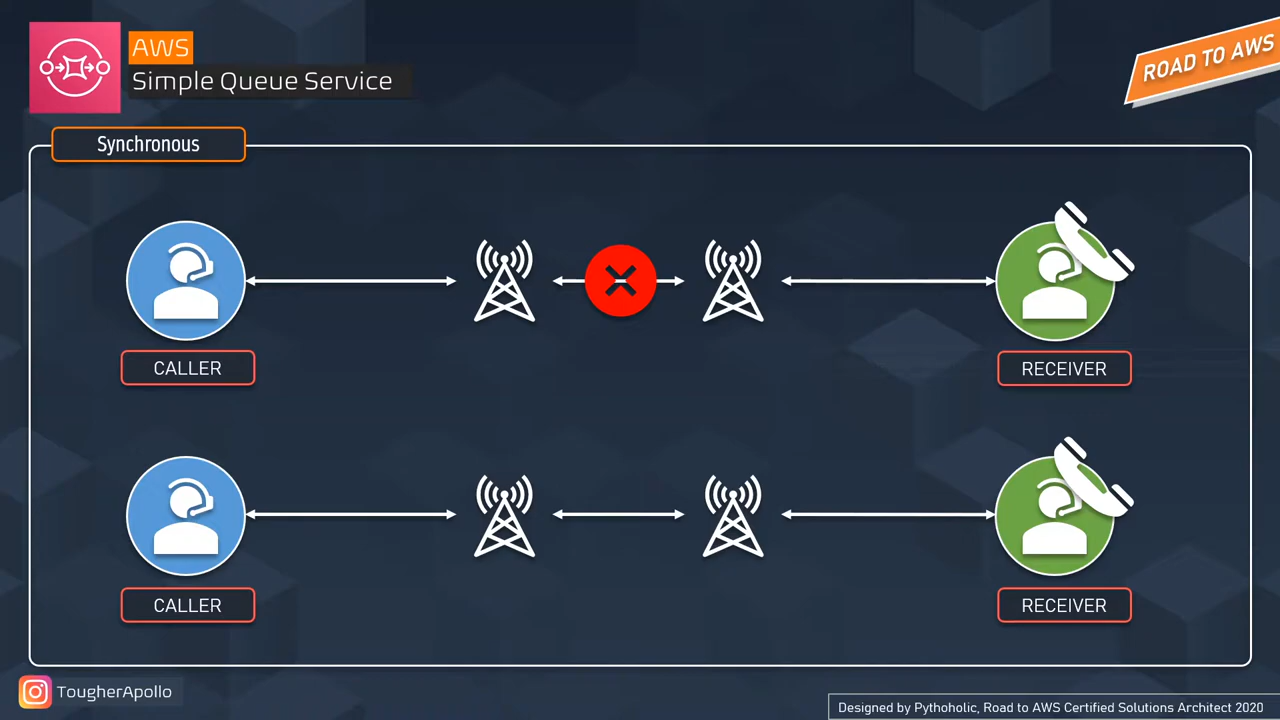 AWS
Simple Queue Service
ROAD TO AWS
Synchronous
CALLER
RECEIVER
CALLER
RECEIVER
TougherApollo
Designed by Pythoholic, Road to AWS Certified Solutions Architect 2020